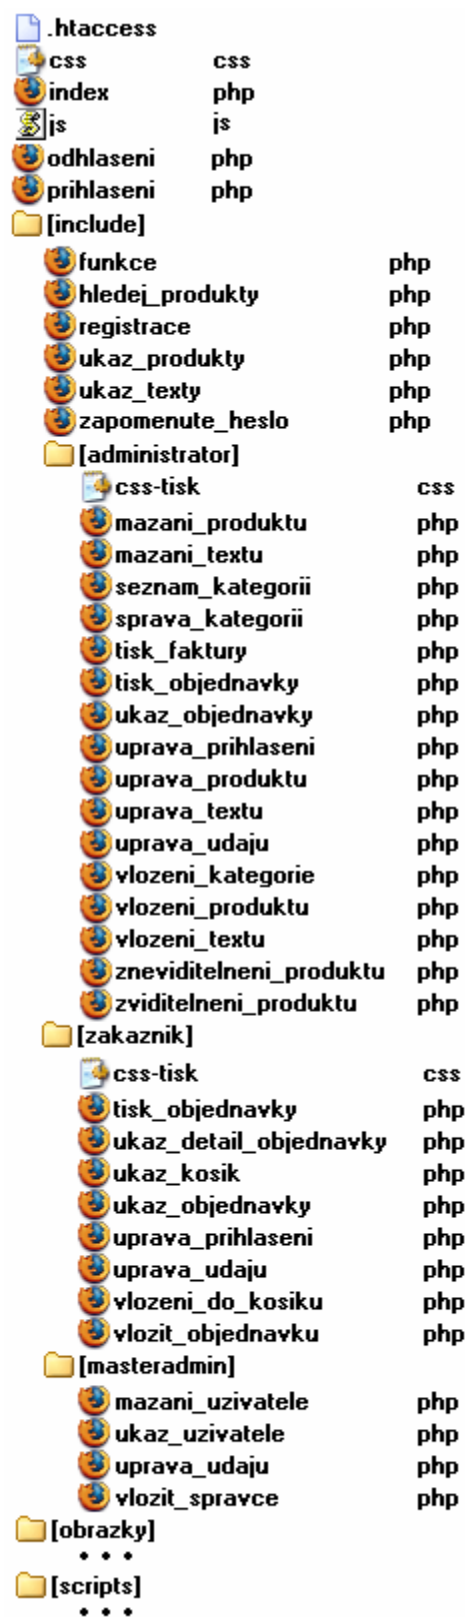 .htaccess
css css
index php
js js
odhlaseni php
prihlaseni php
[include]
funkce php
hledej_produkty php
registrace php
ukaz_produkty php
ukaz_texty php
zapomenute_heslo php
[administrator]
css-tisk css
mazani_produktu php
mazani_textu php
seznam_kategorii php
sprava_kategorii php
tisk_faktury php
tisk_objednavky php
ukaz_objednavky php
uprava_prihlaseni php
uprava_produktu php
uprava_textu php
uprava_udaju php
vlozeni_kategorie php
vlozeni_produktu php
vlozeni_textu php
zneviditelneni_produktu php
zviditelneni_produktu php
[zakaznik]
css-tisk css
tisk_objednavky php
ukaz_detail_objednavky php
ukaz_kosik php
ukaz_objednavky php
uprava_prihlaseni php
uprava_udaju php
vlozeni_do_kosiku php
vlozit_objednavku php
[masteradmin]
mazani_uzivatele php
ukaz_uzivatele php
uprava_udaju php
vlozit_spravce php
[obrazky]
• • •
[scripts]
• • •